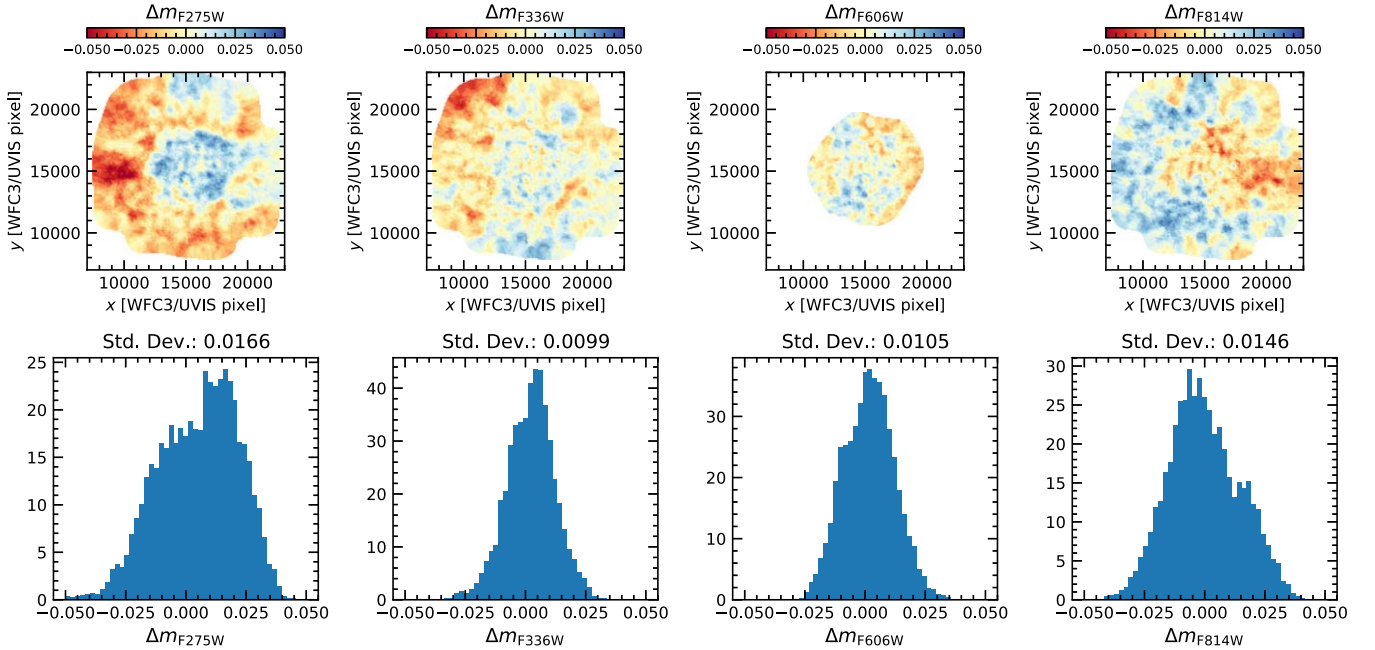 Δm_F275W Δm_F336W Δm_F606W Δm_F814W
−0.050 −0.025 0.000 0.025 0.050 −0.050 −0.025 0.000 0.025 0.050 −0.050 −0.025 0.000 0.025 0.050 −0.050 −0.025 0.000 0.025 0.050
20000 20000 20000 20000
15000 15000 15000 15000
10000 10000 10000 10000
y [WFC3/UVIS pixel] y [WFC3/UVIS pixel] y [WFC3/UVIS pixel] y [WFC3/UVIS pixel]
10000 15000 20000 10000 15000 20000 10000 15000 20000 10000 15000 20000
x [WFC3/UVIS pixel] x [WFC3/UVIS pixel] x [WFC3/UVIS pixel] x [WFC3/UVIS pixel]
Std. Dev.: 0.0166 Std. Dev.: 0.0099 Std. Dev.: 0.0105 Std. Dev.: 0.0146
25 20 15 10 5 0
40 30 20 10 0
30 20 10 0
30 25 20 15 10 5 0
−0.050 −0.025 0.000 0.025 0.050 −0.050 −0.025 0.000 0.025 0.050 −0.050 −0.025 0.000 0.025 0.050 −0.050 −0.025 0.000 0.025 0.050
Δm_F275W Δm_F336W Δm_F606W Δm_F814W